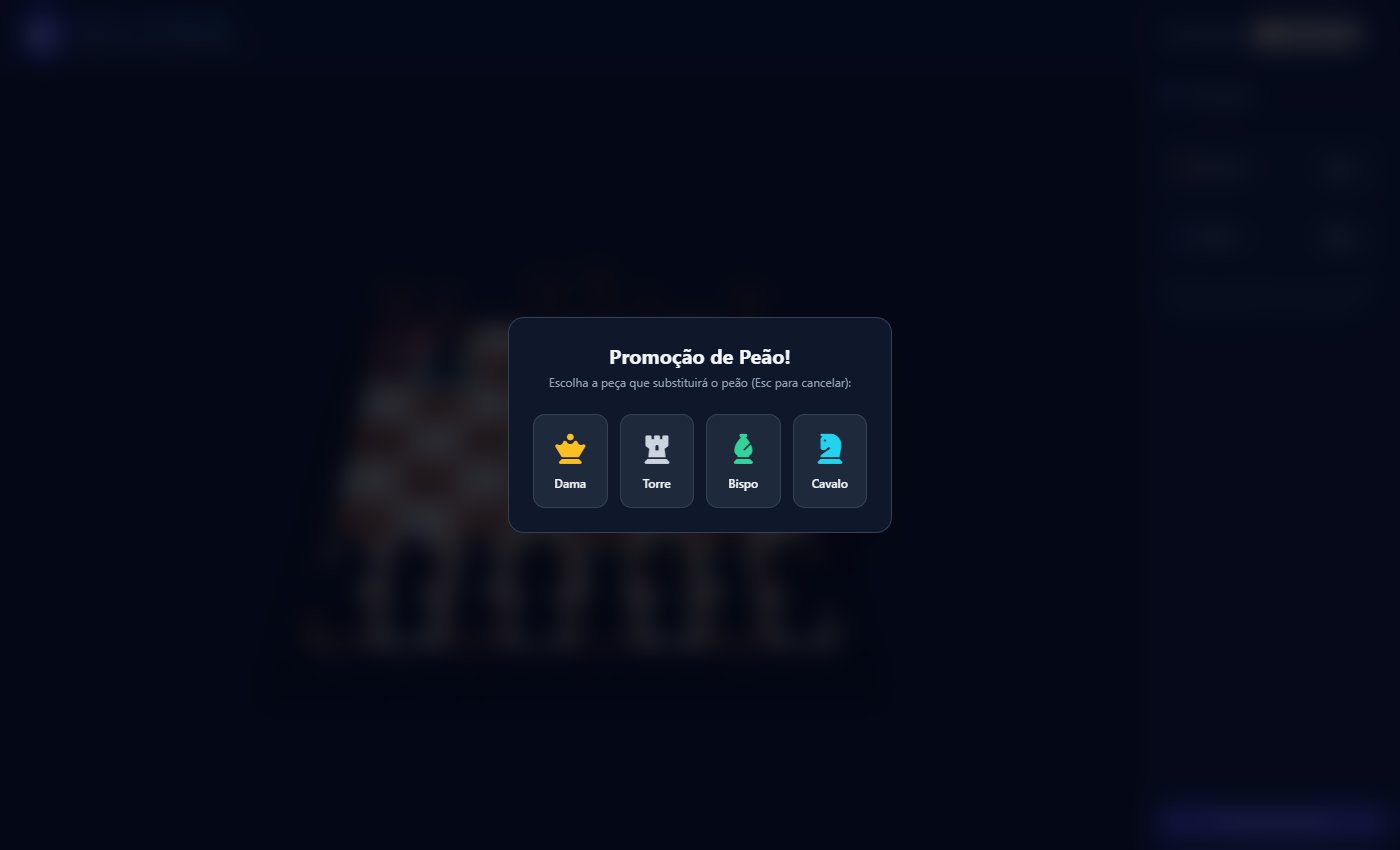 Promoção de Peão!
Escolha a peça que substituirá o peão (Esc para cancelar):
Dama
Torre
Bispo
Cavalo